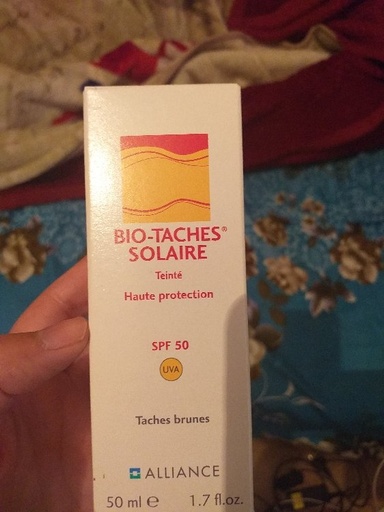 BIO-TACHES®
SOLAIRE
Teinté
Haute protection
SPF 50
UVA
Taches brunes
ALLIANCE
50 ml ℮ 1.7 fl.oz.